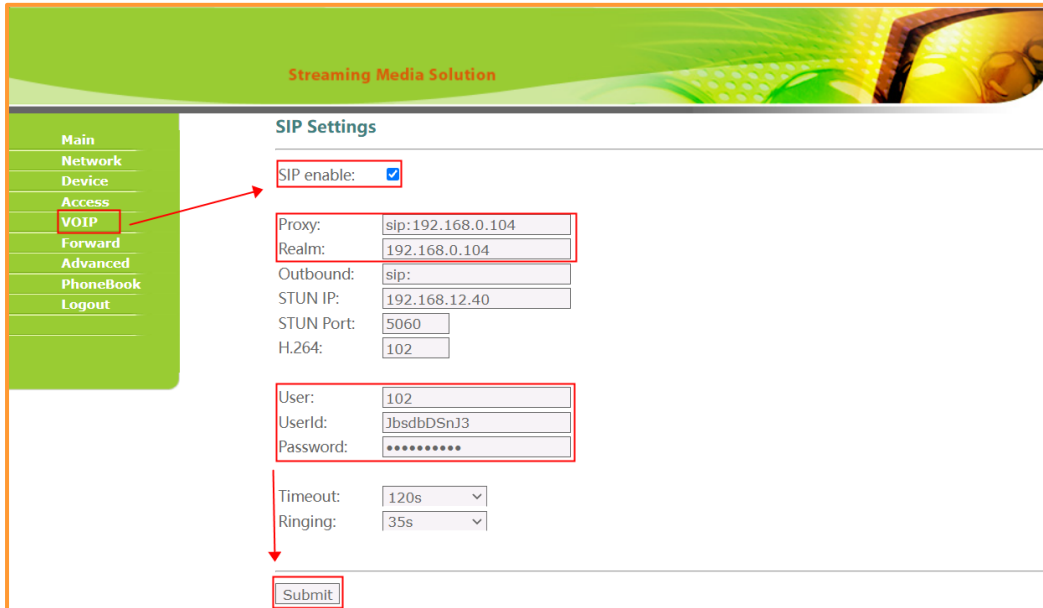 Streaming Media Solution
Main
Network
Device
Access
VOIP
Forward
Advanced
PhoneBook
Logout
SIP Settings
SIP enable:
Proxy: sip:192.168.0.104
Realm: 192.168.0.104
Outbound: sip:
STUN IP: 192.168.12.40
STUN Port: 5060
H.264: 102
User: 102
UserId: JbsdbDSnJ3
Password: ••••••••••
Timeout: 120s
Ringing: 35s
Submit